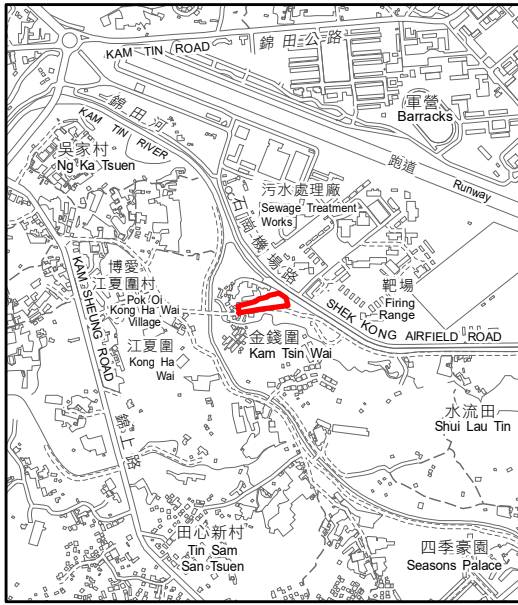 KAM TIN ROAD
錦田公路
車營
Barracks
錦田河
KAM TIN RIVER
吳家村
Ng Ka Tsuen
跑道
Runway
污水處理廠
Sewage Treatment
Works
石崗機場路
SHEK KONG AIRFIELD ROAD
靶場
Firing
Range
博愛
江夏圍村
Pok Oi
Kong Ha Wai
Village
KAM SHEUNG ROAD
錦上路
江夏圍
Kong Ha
Wai
金錢圍
Kam Tsin Wai
水流田
Shui Lau Tin
田心新村
Tin Sam
San Tsuen
四季豪園
Seasons Palace